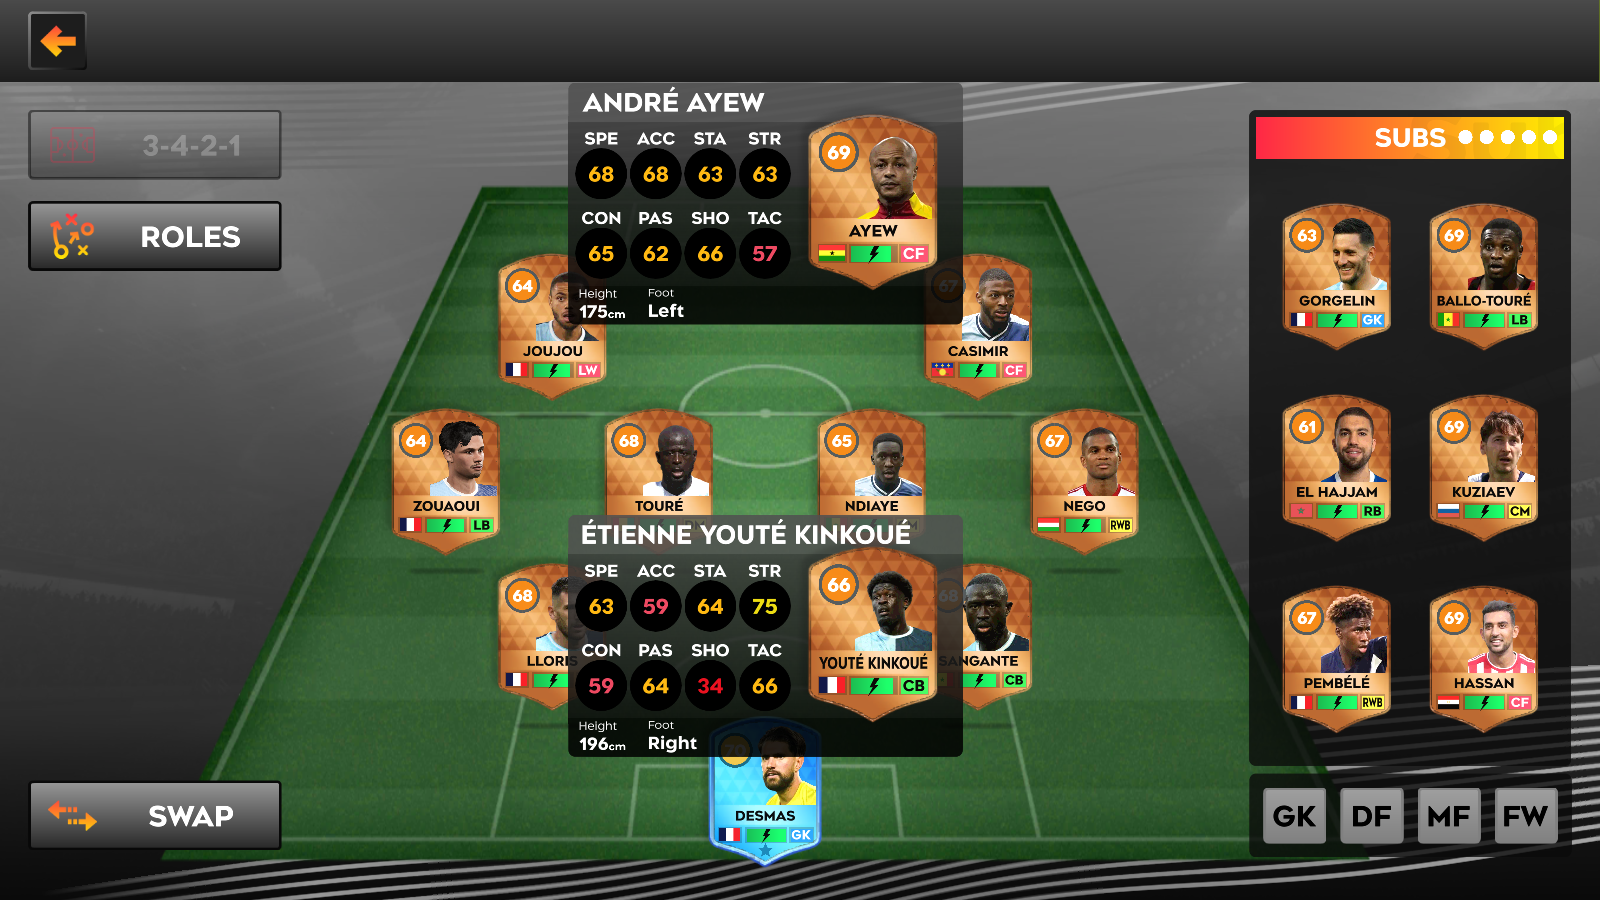 3-4-2-1
ROLES
SWAP
ANDRÉ AYEW
SPE ACC STA STR
68 68 63 63
CON PAS SHO TAC
65 62 66 57
Height Foot
175cm Left
69
AYEW
CF
64
JOUJOU
LW
67
CASIMIR
CF
64
ZOUAOUI
LB
68
TOURÉ
65
NDIAYE
67
NEGO
RWB
ÉTIENNE YOUTÉ KINKOUÉ
SPE ACC STA STR
63 59 64 75
CON PAS SHO TAC
59 64 34 66
Height Foot
196cm Right
66
YOUTÉ KINKOUÉ
CB
68
LLORIS
68
SANGANTE
CB
70
DESMAS
GK
SUBS
63
GORGELIN
GK
69
BALLO-TOURÉ
LB
61
EL HAJJAM
RB
69
KUZIAEV
CM
67
PEMBÉLÉ
RWB
69
HASSAN
CF
GK DF MF FW